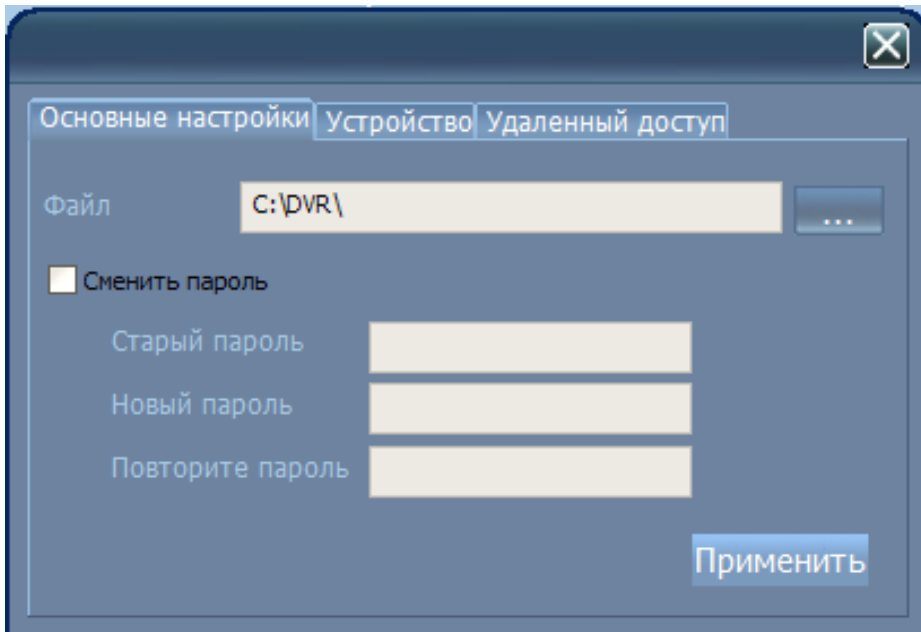 Основные настройки Устройство Удаленный доступ
Файл C:\DVR\ ...
Сменить пароль
Старый пароль
Новый пароль
Повторите пароль
Применить